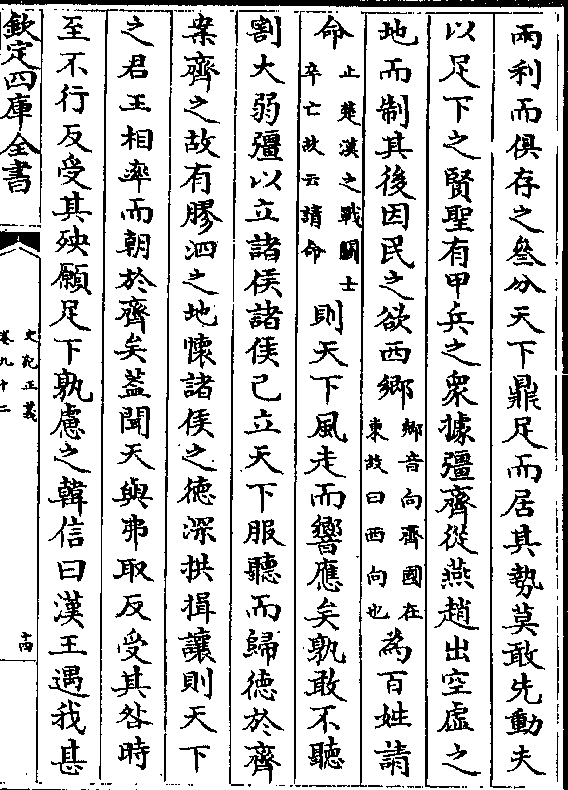 兩利而俱存之叅分天下鼎足而居其勢莫敢先動夫
以足下之賢聖有甲兵之衆據彊齊從燕趙出空虛之
地而制其後因民之欲西鄉鄉音向齊國在東故曰西向也為百姓請
命止楚漢之戰鬭士卒亡故云請命則天下風走而響應矣孰敢不聽
割大弱彊以立諸侯諸侯已立天下服聽而歸德於齊
案齊之故有膠泗之地懷諸侯之德深拱揖讓則天下
之君王相率而朝於齊矣葢聞天與弗取反受其咎時
至不行反受其殃願足下孰慮之韓信曰漢王遇我甚
欽定四庫全書
史記正義
卷九十二
十四